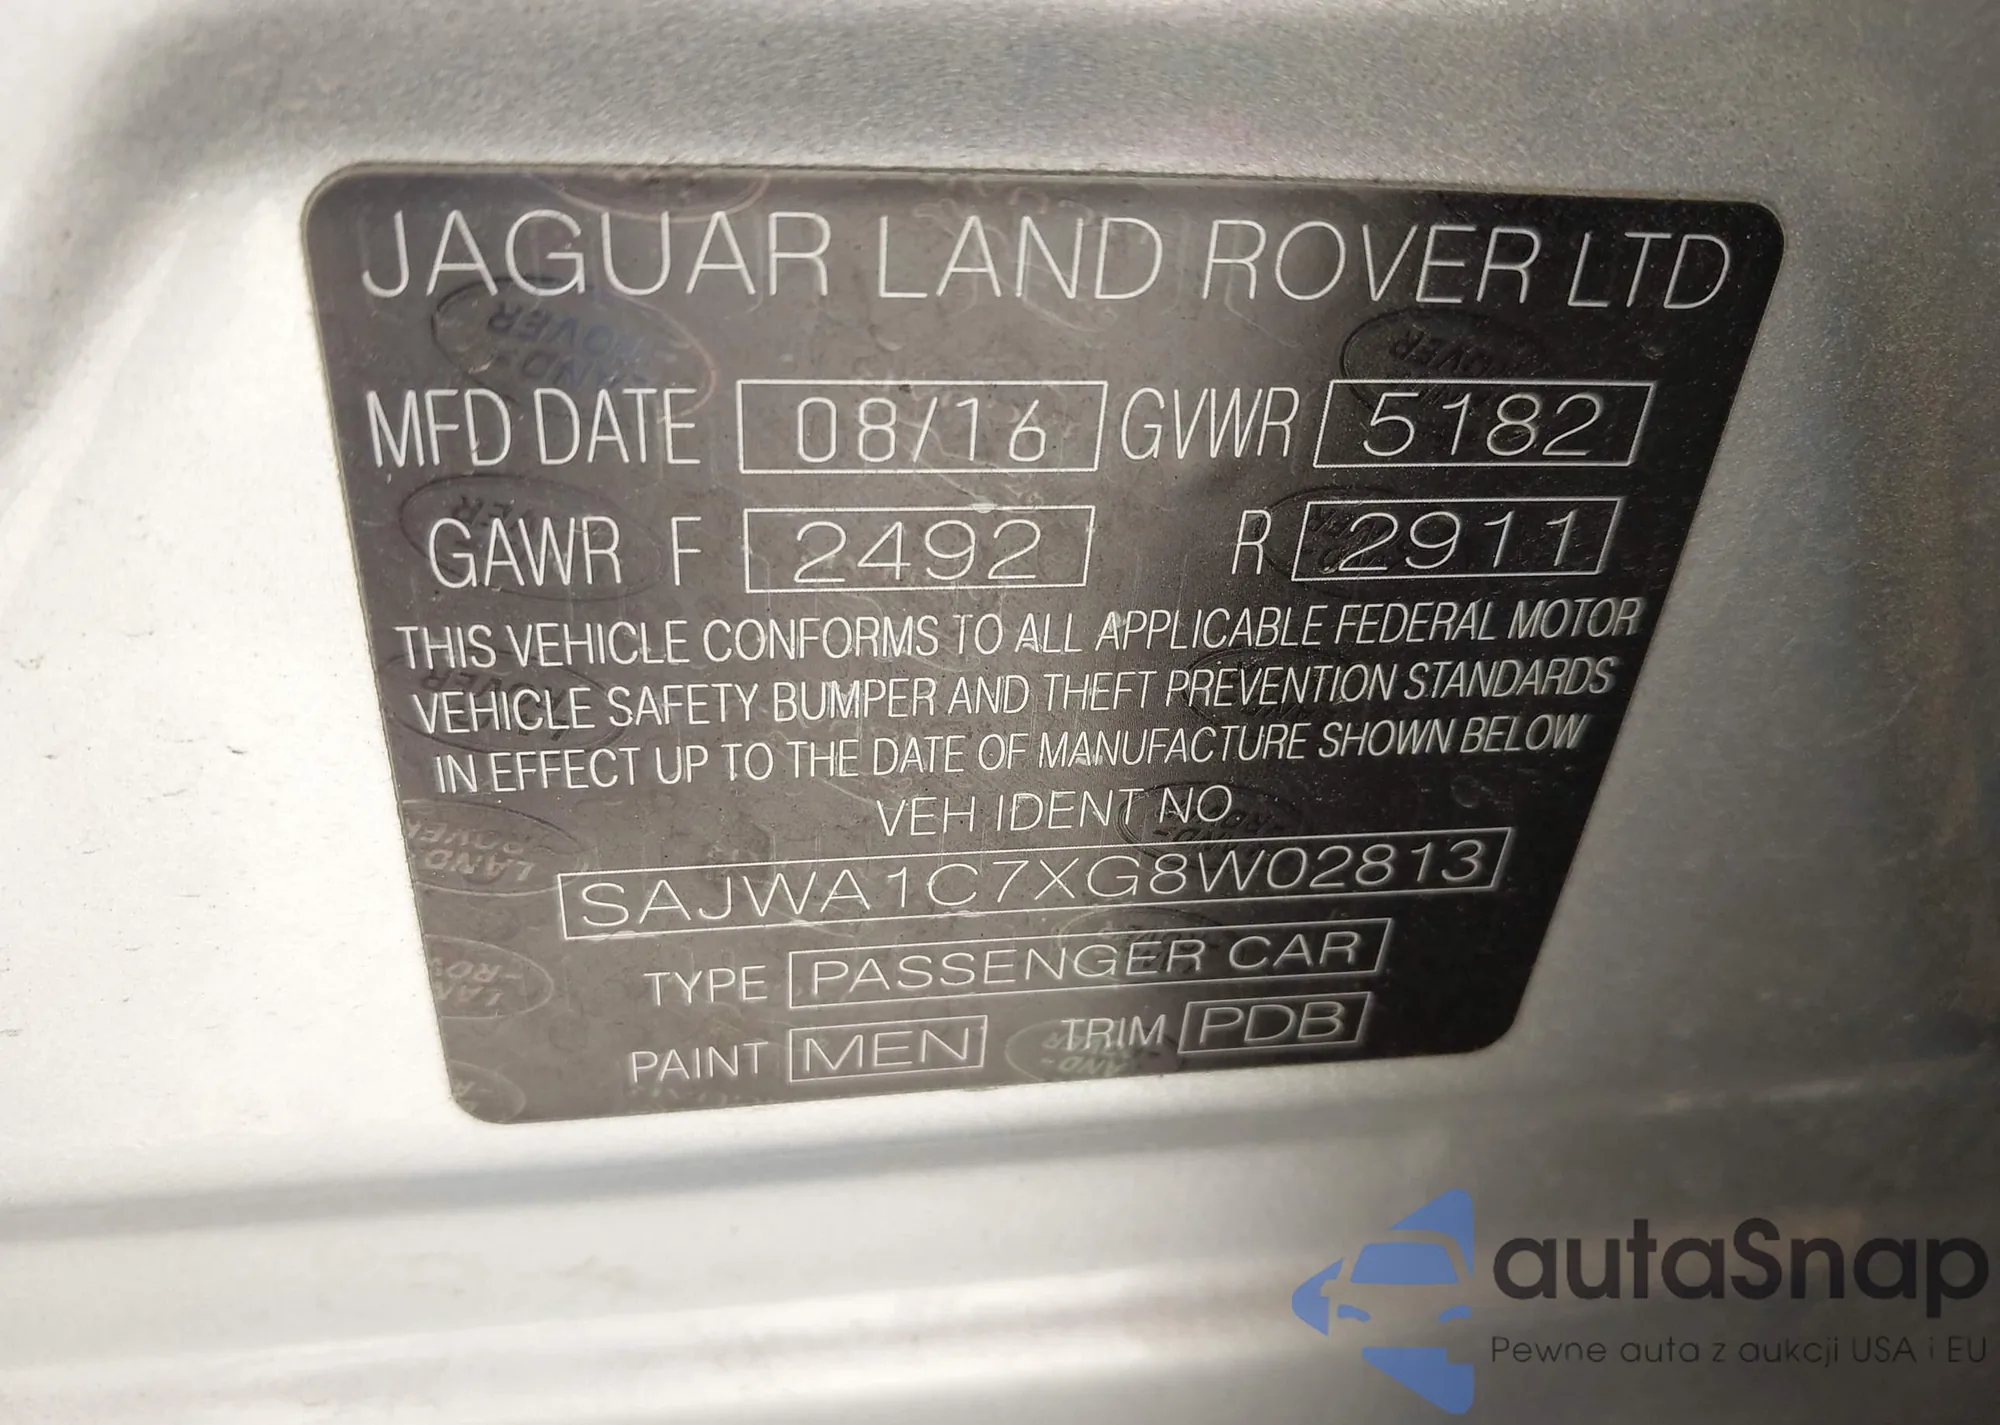 JAGUAR LAND ROVER LTD
MFD DATE 08/16 GVWR 5182
GAWR F 2492 R 2911
THIS VEHICLE CONFORMS TO ALL APPLICABLE FEDERAL MOTOR
VEHICLE SAFETY BUMPER AND THEFT PREVENTION STANDARDS
IN EFFECT UP TO THE DATE OF MANUFACTURE SHOWN BELOW
VEH IDENT NO
SAJWA1C7XG8W02813
TYPE PASSENGER CAR
PAINT MEN TRIM PDB
autaSnap
Pewne auta z aukcji USA i EU